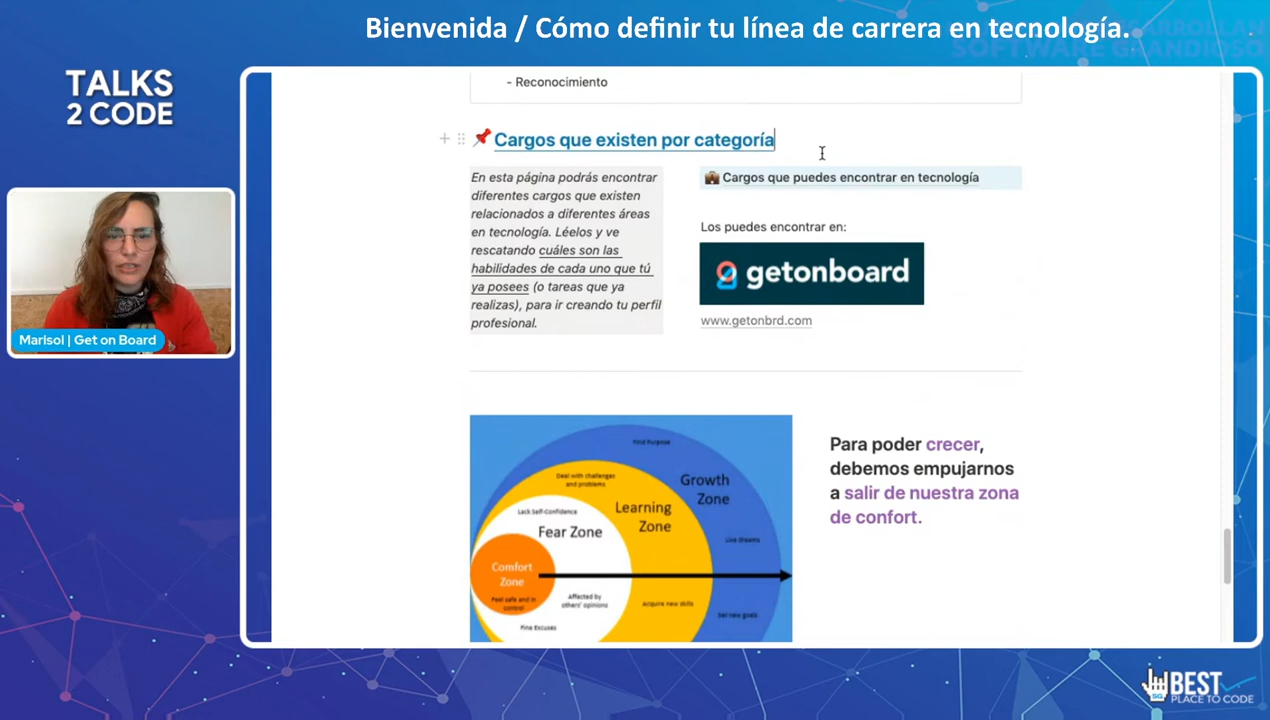 Bienvenida / Cómo definir tu línea de carrera en tecnología.
TALKS
2 CODE
- Reconocimiento
Cargos que existen por categoría
En esta página podrás encontrar
diferentes cargos que existen
relacionados a diferentes áreas
en tecnología. Léelos y ve
rescatando cuáles son las
habilidades de cada uno que tú
ya posees (o tareas que ya
realizas), para ir creando tu perfil
profesional.
Cargos que puedes encontrar en tecnología
Los puedes encontrar en:
getonboard
www.getonbrd.com
Marisol | Get on Board
Find Purpose
Deal with challenges
and problems
Growth
Zone
Learning
Zone
Lack Self-Confidence
Fear Zone
Live dreams
Comfort
Zone
Feel safe and in
control
Affected by
others' opinions
Acquire new skills
Set new goals
Fine Excuses
Para poder crecer,
debemos empujarnos
a salir de nuestra zona
de confort.
SG
BEST
PLACE TO CODE